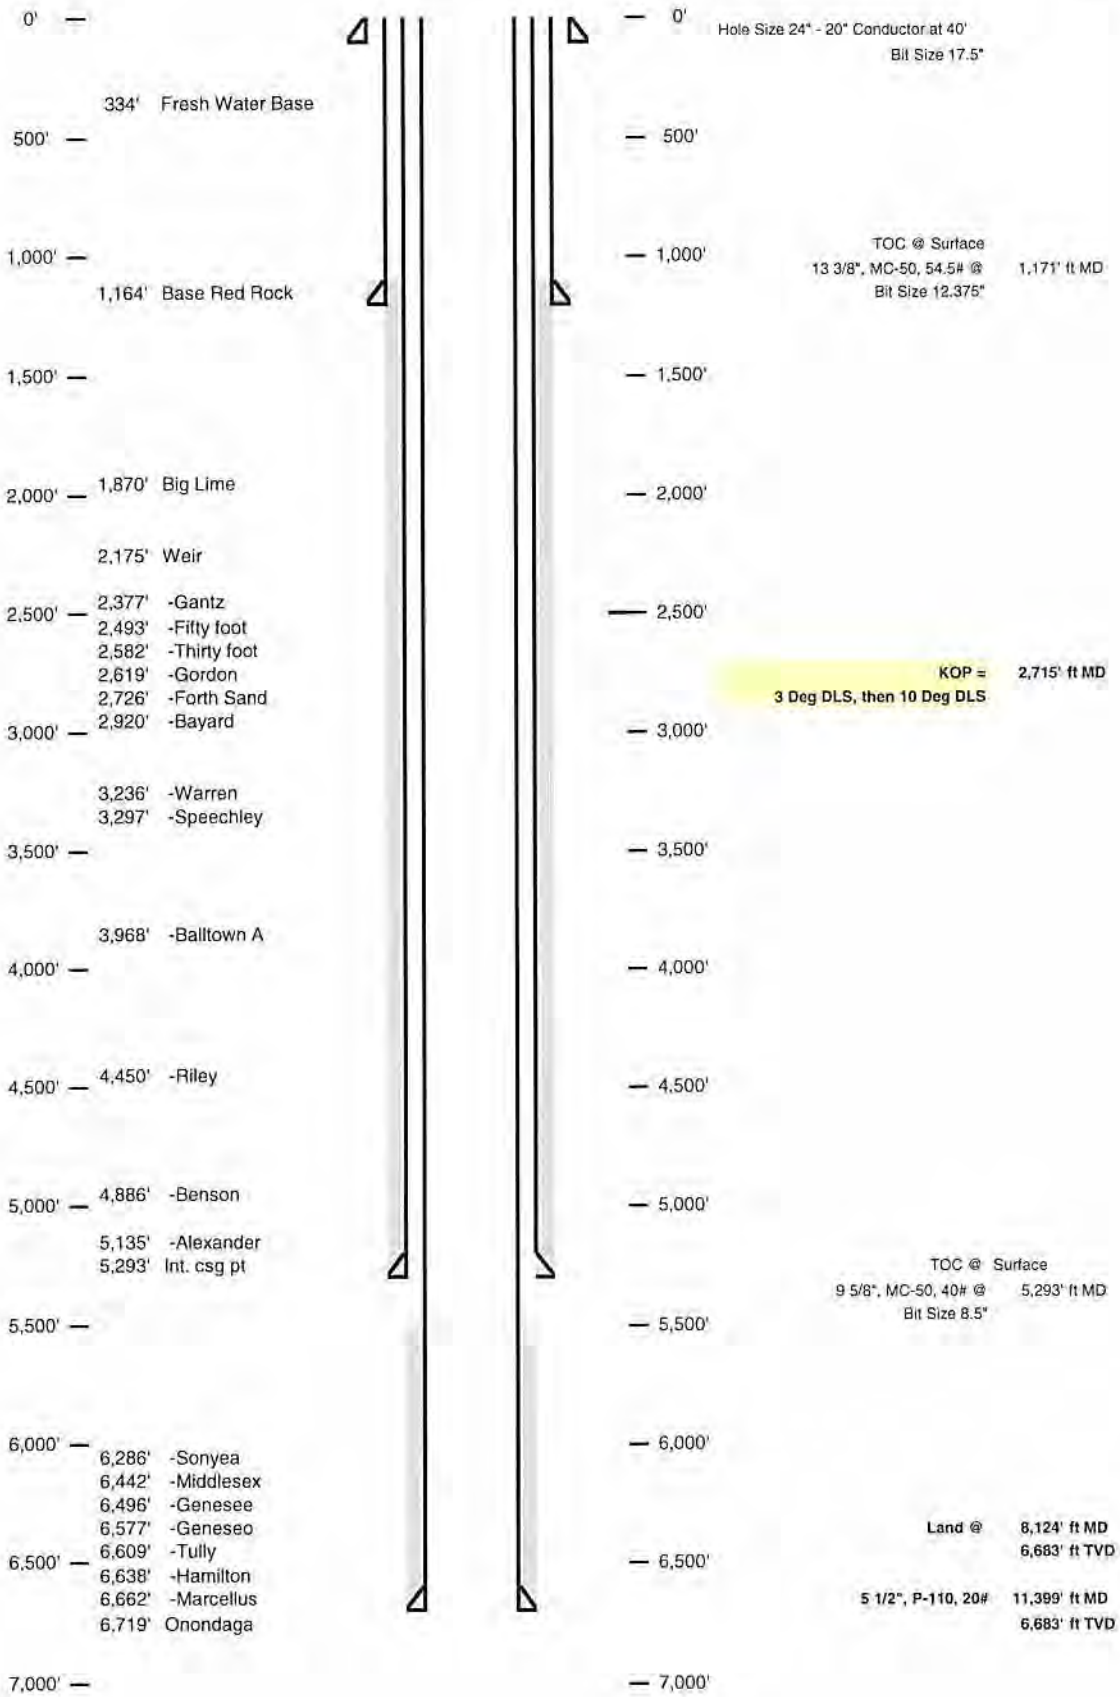 0'
334' Fresh Water Base
500'
1,000'
1,164' Base Red Rock
1,500'
1,870' Big Lime
2,000'
2,175' Weir
2,377' -Gantz
2,500'
2,493' -Fifty foot
2,582' -Thirty foot
2,619' -Gordon
2,726' -Forth Sand
2,920' -Bayard
3,000'
3,236' -Warren
3,297' -Speechley
3,500'
3,968' -Balltown A
4,000'
4,450' -Riley
4,500'
4,886' -Benson
5,000'
5,135' -Alexander
5,293' Int. csg pt
5,500'
6,000'
6,286' -Sonyea
6,442' -Middlesex
6,496' -Genesee
6,577' -Geneseo
6,609' -Tully
6,500'
6,638' -Hamilton
6,662' -Marcellus
6,719' Onondaga
7,000'
0'
500'
1,000'
1,500'
2,000'
2,500'
3,000'
3,500'
4,000'
4,500'
5,000'
5,500'
6,000'
6,500'
7,000'
Hole Size 24" - 20" Conductor at 40'
Bit Size 17.5"
TOC @ Surface
13 3/8", MC-50, 54.5# @ 1,171' ft MD
Bit Size 12.375"
KOP = 2,715' ft MD
3 Deg DLS, then 10 Deg DLS
TOC @ Surface
9 5/8", MC-50, 40# @ 5,293' ft MD
Bit Size 8.5"
Land @ 8,124' ft MD
6,683' ft TVD
5 1/2", P-110, 20# 11,399' ft MD
6,683' ft TVD